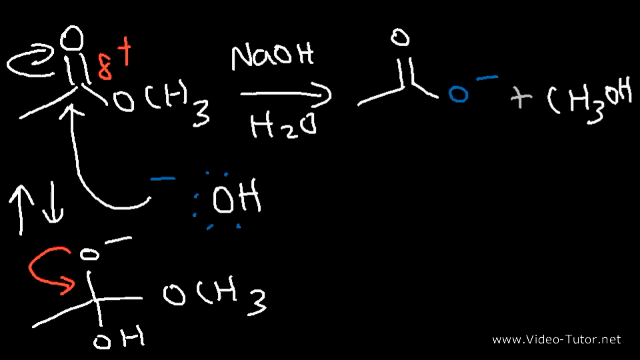 O δ+
OCH3
NaOH
H2O
O
O− + CH3OH
− OH
O−
OCH3
OH
www.Video-Tutor.net